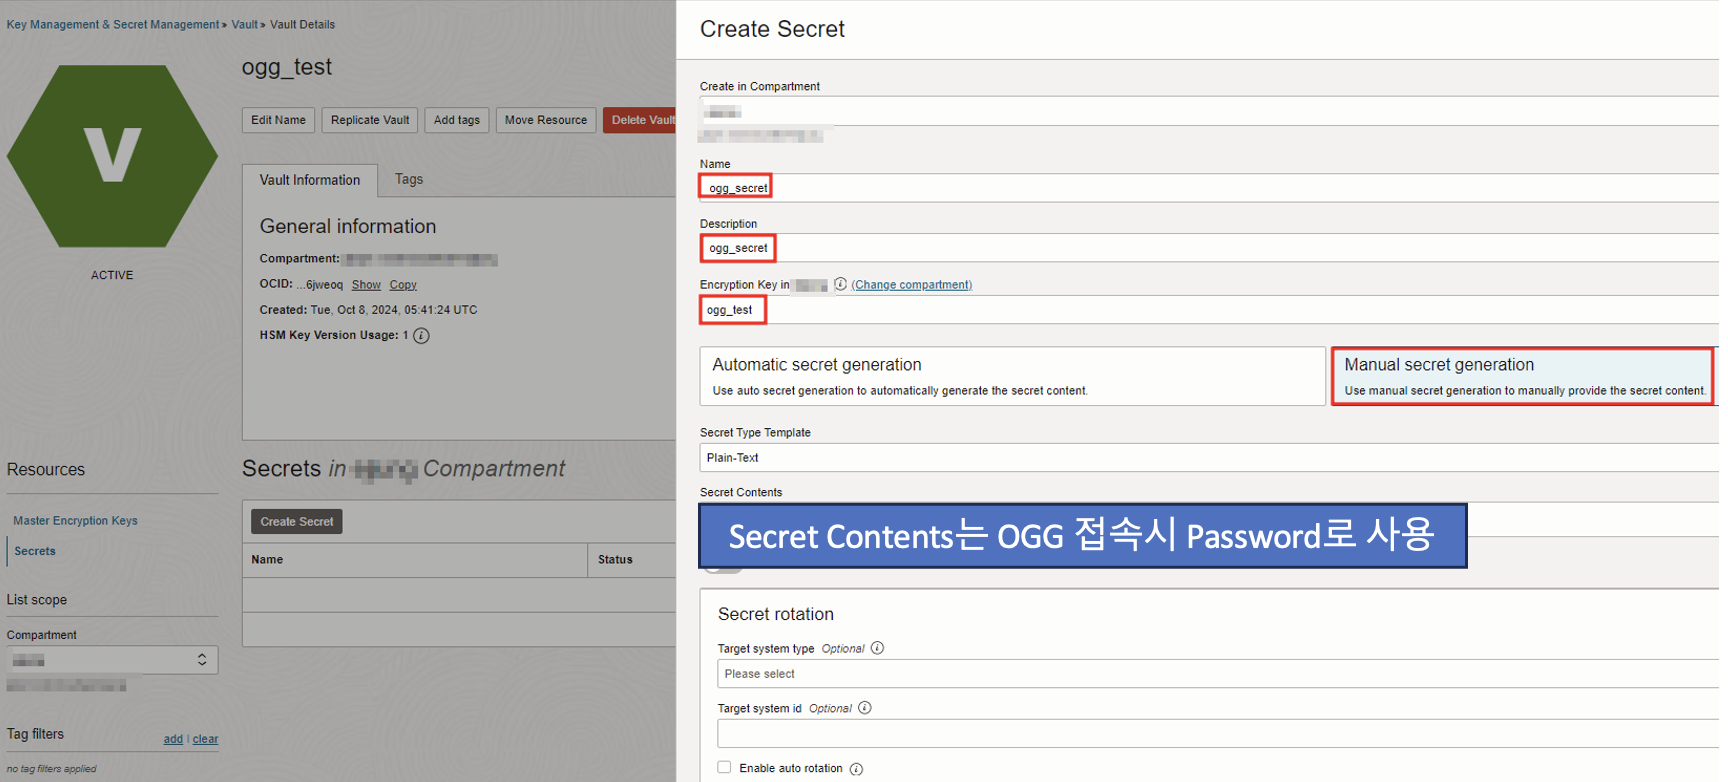 Key Management & Secret Management » Vault » Vault Details
V
ACTIVE
ogg_test
Edit Name
Replicate Vault
Add tags
Move Resource
Delete Vault
Vault Information
Tags
General information
Compartment:
OCID: ...6jweoq Show Copy
Created: Tue, Oct 8, 2024, 05:41:24 UTC
HSM Key Version Usage: 1
Resources
Master Encryption Keys
Secrets
List scope
Compartment
Tag filters
add | clear
no tag filters applied
Secrets in Compartment
Create Secret
Name
Status
Create Secret
Create in Compartment
Name
ogg_secret
Description
ogg_secret
Encryption Key in (Change compartment)
ogg_test
Automatic secret generation
Use auto secret generation to automatically generate the secret content.
Manual secret generation
Use manual secret generation to manually provide the secret content.
Secret Type Template
Plain-Text
Secret Contents
Secret Contents는 OGG 접속시 Password로 사용
Secret rotation
Target system type Optional
Please select
Target system id Optional
Enable auto rotation